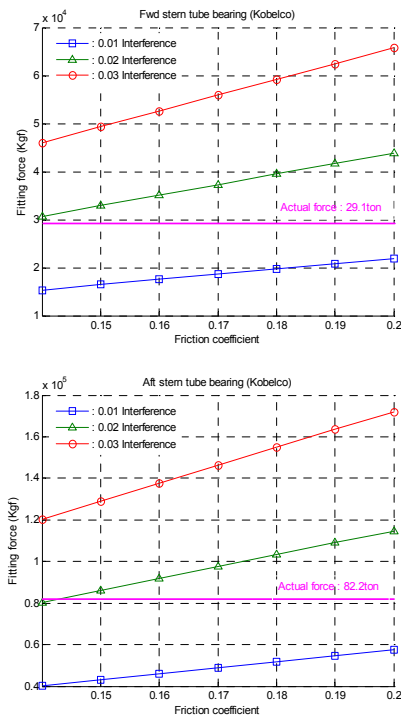 Fwd stern tube bearing (Kobelco)
x 10^4
7
6
5
4
3
2
1
Fitting force (Kgf)
: 0.01 Interference
: 0.02 Interference
: 0.03 Interference
Actual force : 29.1ton
0.15 0.16 0.17 0.18 0.19 0.2
Friction coefficient
Aft stern tube bearing (Kobelco)
x 10^5
1.8
1.6
1.4
1.2
1
0.8
0.6
0.4
Fitting force (Kgf)
: 0.01 Interference
: 0.02 Interference
: 0.03 Interference
Actual force : 82.2ton
0.15 0.16 0.17 0.18 0.19 0.2
Friction coefficient